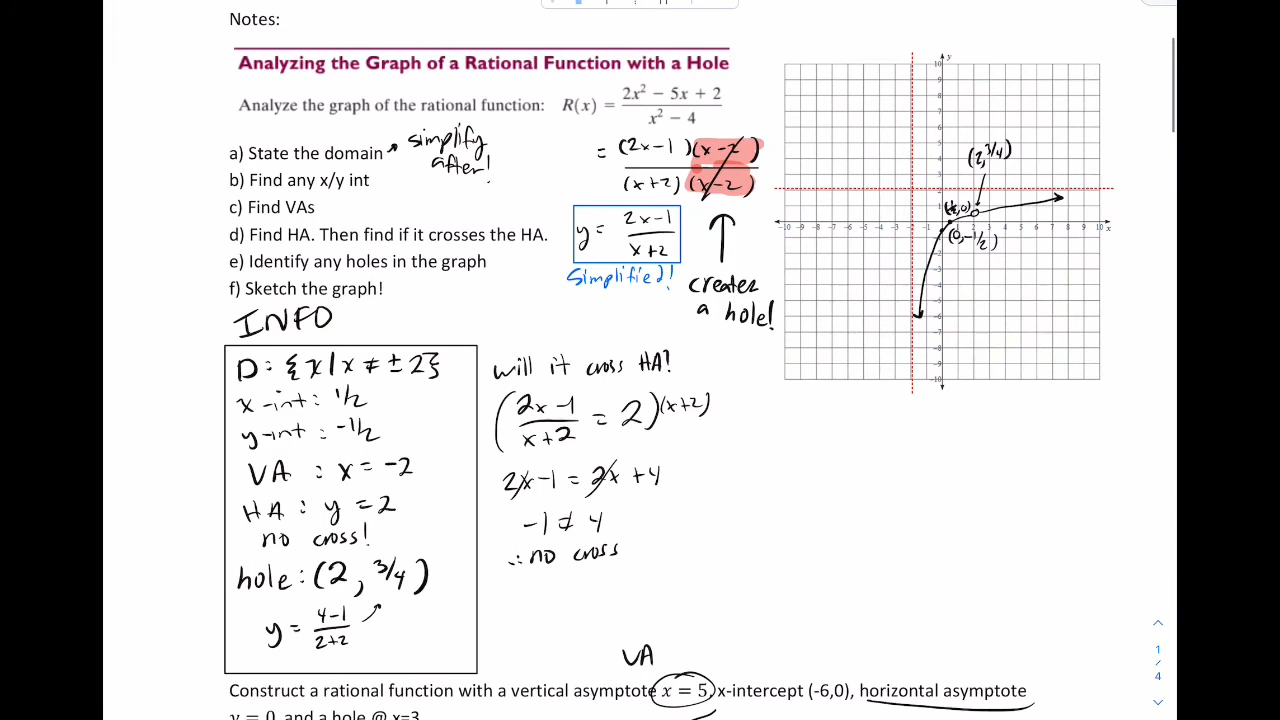 Notes:
Analyzing the Graph of a Rational Function with a Hole
Analyze the graph of the rational function: R(x) = (2x² − 5x + 2)/(x² − 4)
a) State the domain
simplify
after!
b) Find any x/y int
c) Find VAs
d) Find HA. Then find if it crosses the HA.
e) Identify any holes in the graph
f) Sketch the graph!
= (2x-1)(x-2)
(x+2)(x-2)
y = (2x-1)/(x+2)
Simplified!
creates
a hole!
INFO
D: {x | x ≠ ±2}
x-int: 1/2
y-int: -1/2
VA : x = -2
HA : y = 2
no cross!
hole: (2, 3/4)
y = (4-1)/(2+2)
will it cross HA?
((2x-1)/(x+2) = 2)(x+2)
2x-1 = 2x+4
-1 ≠ 4
∴ no cross
(2, 3/4)
(½,0)
(0,-1/2)
y
x
VA
Construct a rational function with a vertical asymptote x = 5, x-intercept (-6,0), horizontal asymptote
y = 0, and a hole @ x=3
1
/
4